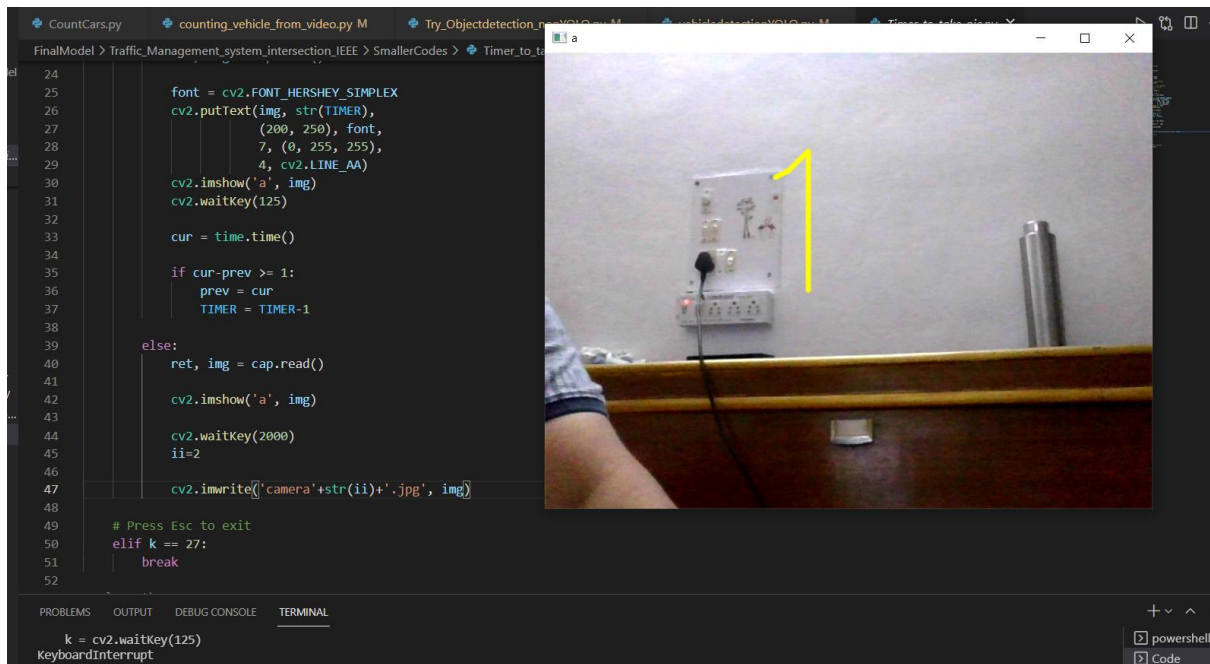 CountCars.py
counting_vehicle_from_video.py M
FinalModel > Traffic_Management_system_intersection_IEEE > SmallerCodes > Timer_to_ta
a
24
25 font = cv2.FONT_HERSHEY_SIMPLEX
26 cv2.putText(img, str(TIMER),
27 (200, 250), font,
28 7, (0, 255, 255),
29 4, cv2.LINE_AA)
30 cv2.imshow('a', img)
31 cv2.waitKey(125)
32
33 cur = time.time()
34
35 if cur-prev >= 1:
36 prev = cur
37 TIMER = TIMER-1
38
39 else:
40 ret, img = cap.read()
41
42 cv2.imshow('a', img)
43
44 cv2.waitKey(2000)
45 ii=2
46
47 cv2.imwrite('camera'+str(ii)+'.jpg', img)
48
49 # Press Esc to exit
50 elif k == 27:
51 break
52
1
PROBLEMS OUTPUT DEBUG CONSOLE TERMINAL
k = cv2.waitKey(125)
KeyboardInterrupt
powershell
Code